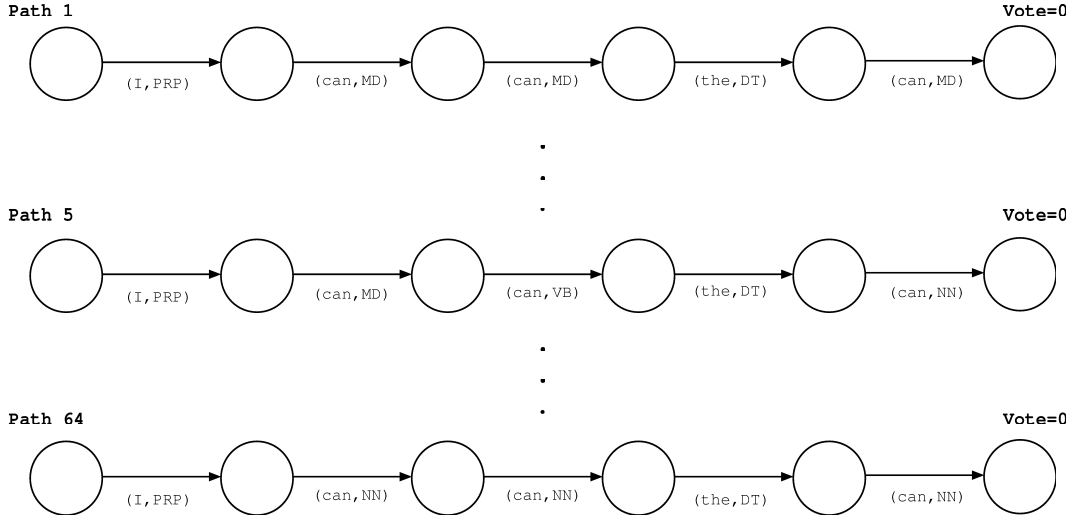 Path 1 Vote=0
(I,PRP) (can,MD) (can,MD) (the,DT) (can,MD)
Path 5 Vote=0
(I,PRP) (can,MD) (can,VB) (the,DT) (can,NN)
Path 64 Vote=0
(I,PRP) (can,NN) (can,NN) (the,DT) (can,NN)